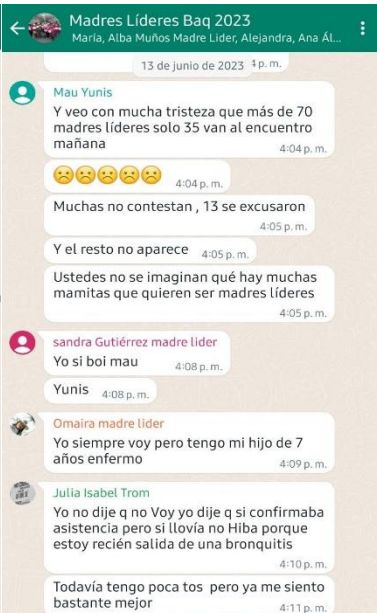 Madres Líderes Baq 2023
María, Alba Muños Madre Lider, Alejandra, Ana Ál...
13 de junio de 2023
p. m.
Mau Yunis
Y veo con mucha tristeza que más de 70
madres líderes solo 35 van al encuentro
mañana
4:04 p. m.
☹️☹️☹️☹️☹️
4:04 p. m.
Muchas no contestan , 13 se excusaron
4:05 p. m.
Y el resto no aparece 4:05 p. m.
Ustedes no se imaginan qué hay muchas
mamitas que quieren ser madres líderes
4:05 p. m.
sandra Gutiérrez madre lider
Yo si boi mau
4:08 p. m.
Yunis 4:08 p. m.
Omaira madre lider
Yo siempre voy pero tengo mi hijo de 7
años enfermo
4:09 p. m.
Julia Isabel Trom
Yo no dije q no Voy yo dije q si confirmaba
asistencia pero si llovía no Hiba porque
estoy recién salida de una bronquitis
4:10 p. m.
Todavía tengo poca tos pero ya me siento
bastante mejor
4:11 p. m.